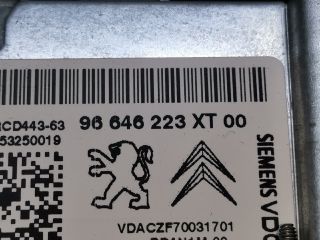 CD443-63 96 646 223 XT 00
53250019
SIEMENS VDO
VDACZF70031701